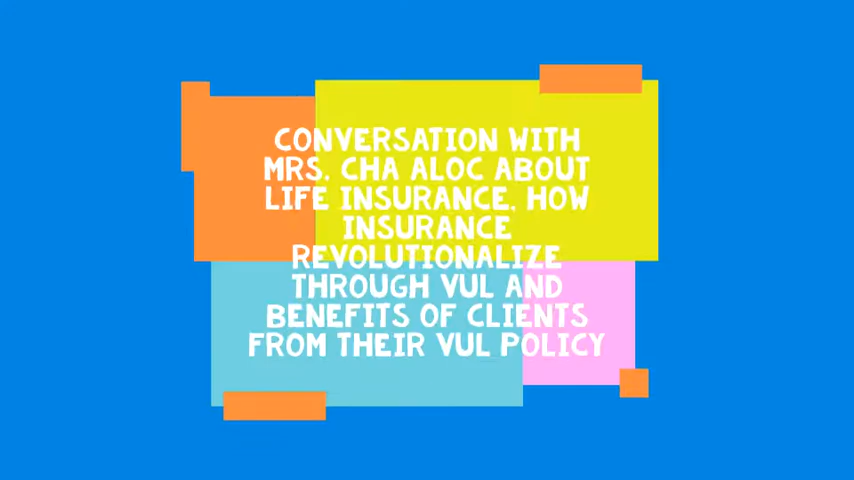 CONVERSATION WITH
MRS. CHA ALOC ABOUT
LIFE INSURANCE, HOW
INSURANCE
REVOLUTIONALIZE
THROUGH VUL AND
BENEFITS OF CLIENTS
FROM THEIR VUL POLICY